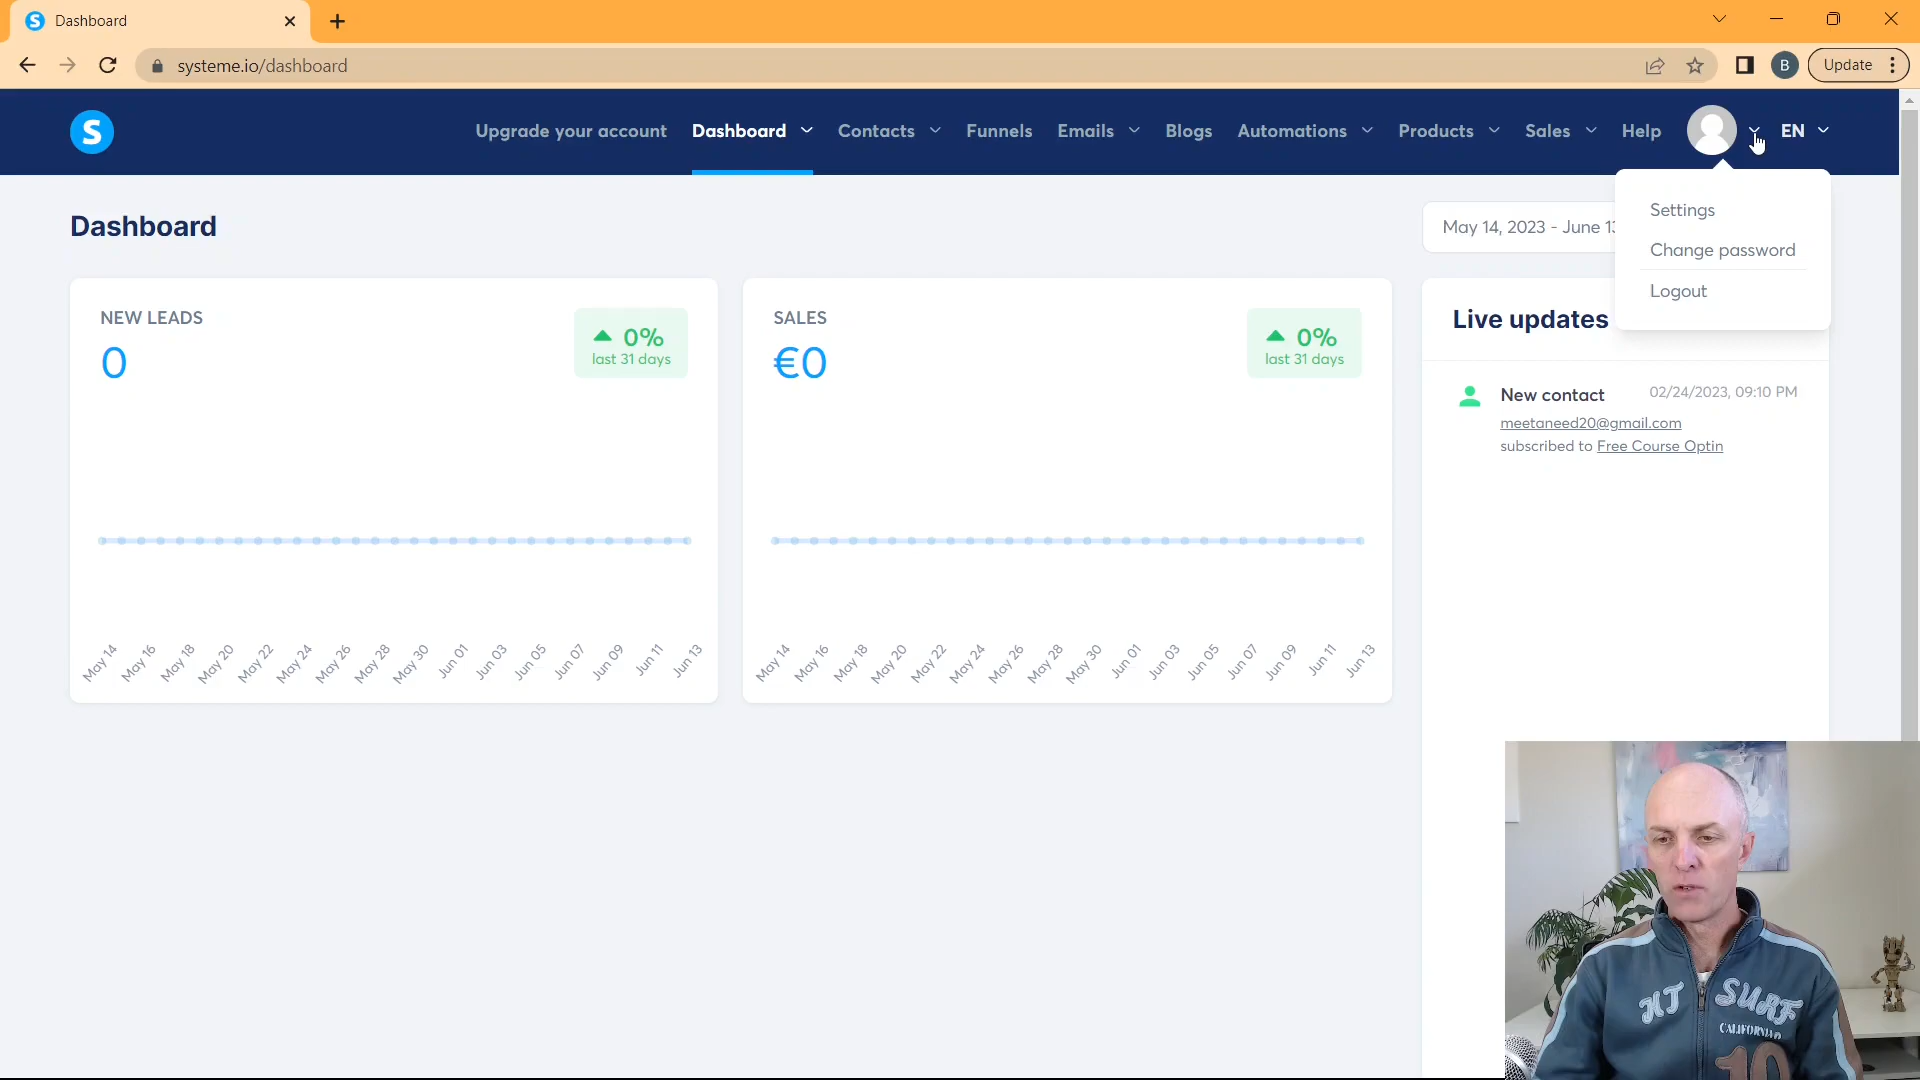 Dashboard
systeme.io/dashboard
B
Update
S
Upgrade your account
Dashboard
Contacts
Funnels
Emails
Blogs
Automations
Products
Sales
Help
EN
Settings
Change password
Logout
Dashboard
May 14, 2023 - June 13
NEW LEADS
0
0%
last 31 days
May 14 May 16 May 18 May 20 May 22 May 24 May 26 May 28 May 30 Jun 01 Jun 03 Jun 05 Jun 07 Jun 09 Jun 11 Jun 13
SALES
€0
0%
last 31 days
May 14 May 16 May 18 May 20 May 22 May 24 May 26 May 28 May 30 Jun 01 Jun 03 Jun 05 Jun 07 Jun 09 Jun 11 Jun 13
Live updates
New contact 02/24/2023, 09:10 PM
meetaneed20@gmail.com
subscribed to Free Course Optin
HT SURF
CALIFORNIA
10